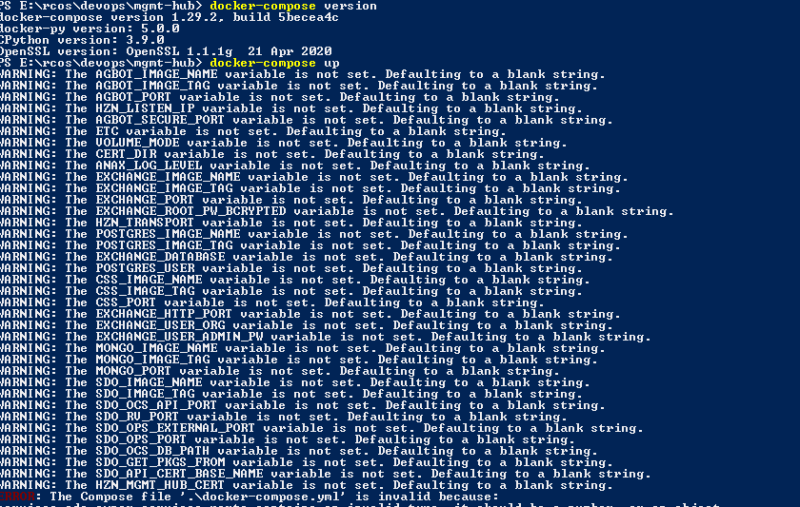 PS E:\rcos\devops\mgmt-hub> docker-compose version
docker-compose version 1.29.2, build 5becea4c
docker-py version: 5.0.0
CPython version: 3.9.0
OpenSSL version: OpenSSL 1.1.1g  21 Apr 2020
PS E:\rcos\devops\mgmt-hub> docker-compose up
WARNING: The AGBOT_IMAGE_NAME variable is not set. Defaulting to a blank string.
WARNING: The AGBOT_IMAGE_TAG variable is not set. Defaulting to a blank string.
WARNING: The AGBOT_PORT variable is not set. Defaulting to a blank string.
WARNING: The HZN_LISTEN_IP variable is not set. Defaulting to a blank string.
WARNING: The AGBOT_SECURE_PORT variable is not set. Defaulting to a blank string.
WARNING: The ETC variable is not set. Defaulting to a blank string.
WARNING: The VOLUME_MODE variable is not set. Defaulting to a blank string.
WARNING: The CERT_DIR variable is not set. Defaulting to a blank string.
WARNING: The ANAX_LOG_LEVEL variable is not set. Defaulting to a blank string.
WARNING: The EXCHANGE_IMAGE_NAME variable is not set. Defaulting to a blank string.
WARNING: The EXCHANGE_IMAGE_TAG variable is not set. Defaulting to a blank string.
WARNING: The EXCHANGE_PORT variable is not set. Defaulting to a blank string.
WARNING: The EXCHANGE_ROOT_PW_BCRYPTED variable is not set. Defaulting to a blank string.
WARNING: The HZN_TRANSPORT variable is not set. Defaulting to a blank string.
WARNING: The POSTGRES_IMAGE_NAME variable is not set. Defaulting to a blank string.
WARNING: The POSTGRES_IMAGE_TAG variable is not set. Defaulting to a blank string.
WARNING: The EXCHANGE_DATABASE variable is not set. Defaulting to a blank string.
WARNING: The POSTGRES_USER variable is not set. Defaulting to a blank string.
WARNING: The CSS_IMAGE_NAME variable is not set. Defaulting to a blank string.
WARNING: The CSS_IMAGE_TAG variable is not set. Defaulting to a blank string.
WARNING: The CSS_PORT variable is not set. Defaulting to a blank string.
WARNING: The EXCHANGE_HTTP_PORT variable is not set. Defaulting to a blank string.
WARNING: The EXCHANGE_USER_ORG variable is not set. Defaulting to a blank string.
WARNING: The EXCHANGE_USER_ADMIN_PW variable is not set. Defaulting to a blank string.
WARNING: The MONGO_IMAGE_NAME variable is not set. Defaulting to a blank string.
WARNING: The MONGO_IMAGE_TAG variable is not set. Defaulting to a blank string.
WARNING: The MONGO_PORT variable is not set. Defaulting to a blank string.
WARNING: The SDO_IMAGE_NAME variable is not set. Defaulting to a blank string.
WARNING: The SDO_IMAGE_TAG variable is not set. Defaulting to a blank string.
WARNING: The SDO_OCS_API_PORT variable is not set. Defaulting to a blank string.
WARNING: The SDO_RV_PORT variable is not set. Defaulting to a blank string.
WARNING: The SDO_OPS_EXTERNAL_PORT variable is not set. Defaulting to a blank string.
WARNING: The SDO_OPS_PORT variable is not set. Defaulting to a blank string.
WARNING: The SDO_OCS_DB_PATH variable is not set. Defaulting to a blank string.
WARNING: The SDO_GET_PKGS_FROM variable is not set. Defaulting to a blank string.
WARNING: The SDO_API_CERT_BASE_NAME variable is not set. Defaulting to a blank string.
WARNING: The HZN_MGMT_HUB_CERT variable is not set. Defaulting to a blank string.
ERROR: The Compose file '.\docker-compose.yml' is invalid because: